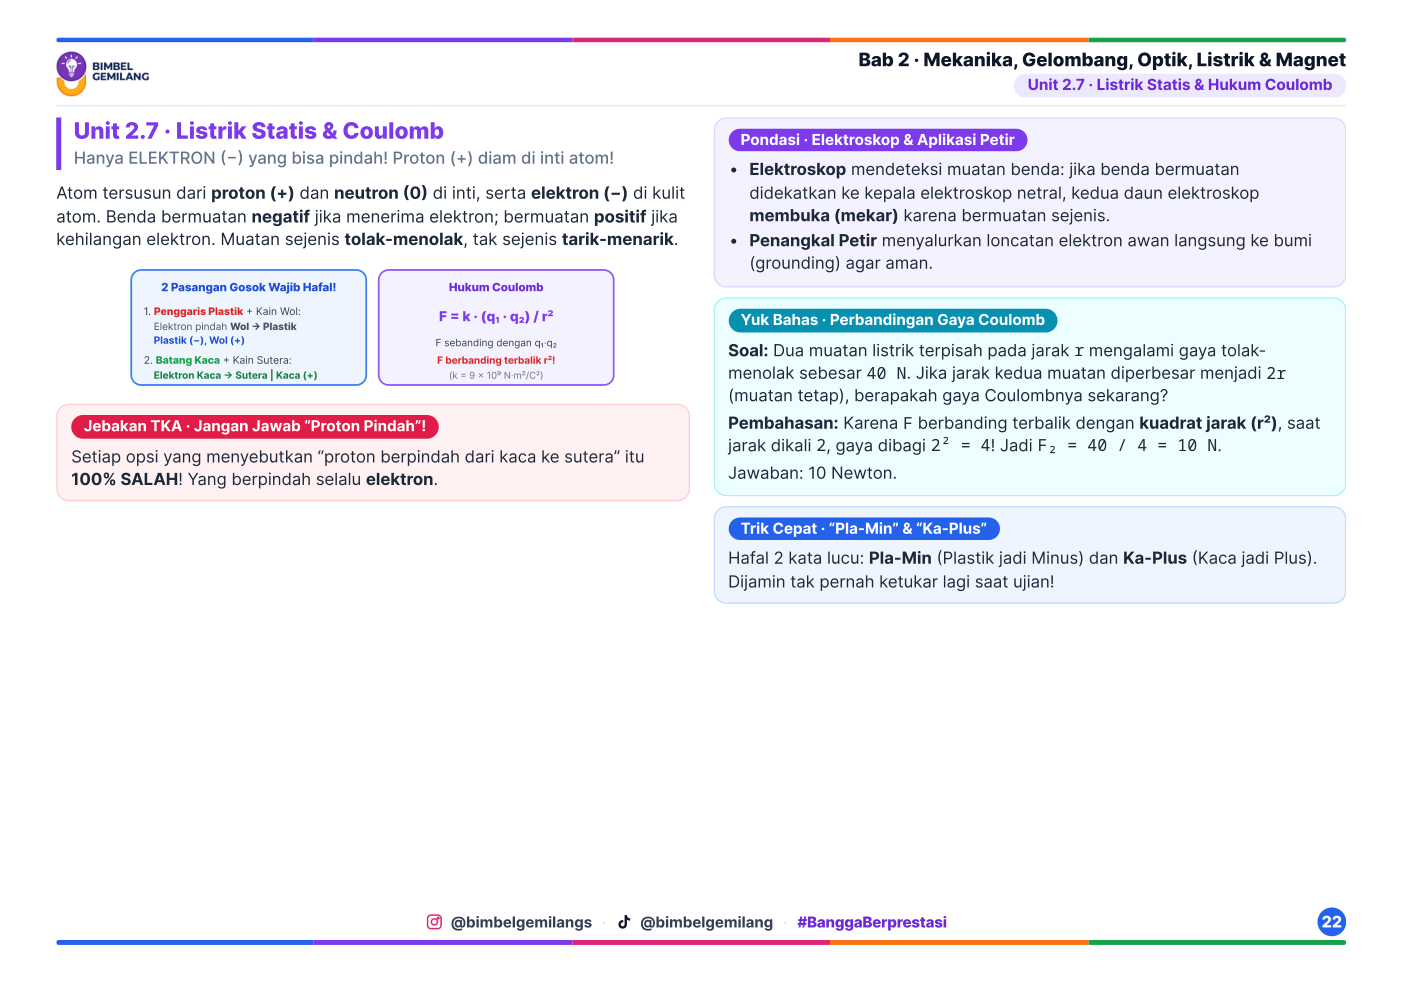 BIMBEL
GEMILANG
Bab 2 · Mekanika, Gelombang, Optik, Listrik & Magnet
Unit 2.7 · Listrik Statis & Hukum Coulomb
Unit 2.7 · Listrik Statis & Coulomb
Hanya ELEKTRON (−) yang bisa pindah! Proton (+) diam di inti atom!
Atom tersusun dari proton (+) dan neutron (0) di inti, serta elektron (−) di kulit
atom. Benda bermuatan negatif jika menerima elektron; bermuatan positif jika
kehilangan elektron. Muatan sejenis tolak-menolak, tak sejenis tarik-menarik.
2 Pasangan Gosok Wajib Hafal!
1. Penggaris Plastik + Kain Wol:
Elektron pindah Wol → Plastik
Plastik (−), Wol (+)
2. Batang Kaca + Kain Sutera:
Elektron Kaca → Sutera | Kaca (+)
Hukum Coulomb
F = k · (q₁ · q₂) / r²
F sebanding dengan q₁·q₂
F berbanding terbalik r²!
(k = 9 × 10⁹ N·m²/C²)
Jebakan TKA · Jangan Jawab “Proton Pindah”!
Setiap opsi yang menyebutkan “proton berpindah dari kaca ke sutera” itu
100% SALAH! Yang berpindah selalu elektron.
Pondasi · Elektroskop & Aplikasi Petir
• Elektroskop mendeteksi muatan benda: jika benda bermuatan
didekatkan ke kepala elektroskop netral, kedua daun elektroskop
membuka (mekar) karena bermuatan sejenis.
• Penangkal Petir menyalurkan loncatan elektron awan langsung ke bumi
(grounding) agar aman.
Yuk Bahas · Perbandingan Gaya Coulomb
Soal: Dua muatan listrik terpisah pada jarak r mengalami gaya tolak-
menolak sebesar 40 N. Jika jarak kedua muatan diperbesar menjadi 2r
(muatan tetap), berapakah gaya Coulombnya sekarang?
Pembahasan: Karena F berbanding terbalik dengan kuadrat jarak (r²), saat
jarak dikali 2, gaya dibagi 2² = 4! Jadi F₂ = 40 / 4 = 10 N.
Jawaban: 10 Newton.
Trik Cepat · “Pla-Min” & “Ka-Plus”
Hafal 2 kata lucu: Pla-Min (Plastik jadi Minus) dan Ka-Plus (Kaca jadi Plus).
Dijamin tak pernah ketukar lagi saat ujian!
@bimbelgemilangs · @bimbelgemilang · #BanggaBerprestasi
22